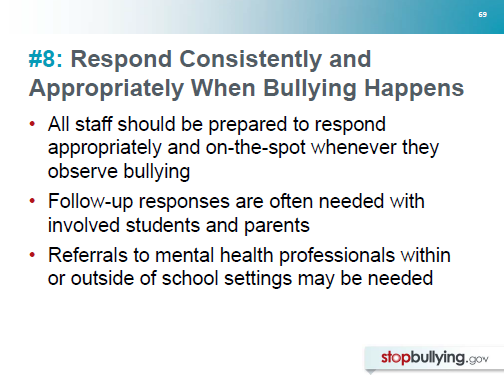 69
#8: Respond Consistently and
Appropriately When Bullying Happens
• All staff should be prepared to respond
appropriately and on-the-spot whenever they
observe bullying
• Follow-up responses are often needed with
involved students and parents
• Referrals to mental health professionals within
or outside of school settings may be needed
stopbullying.gov